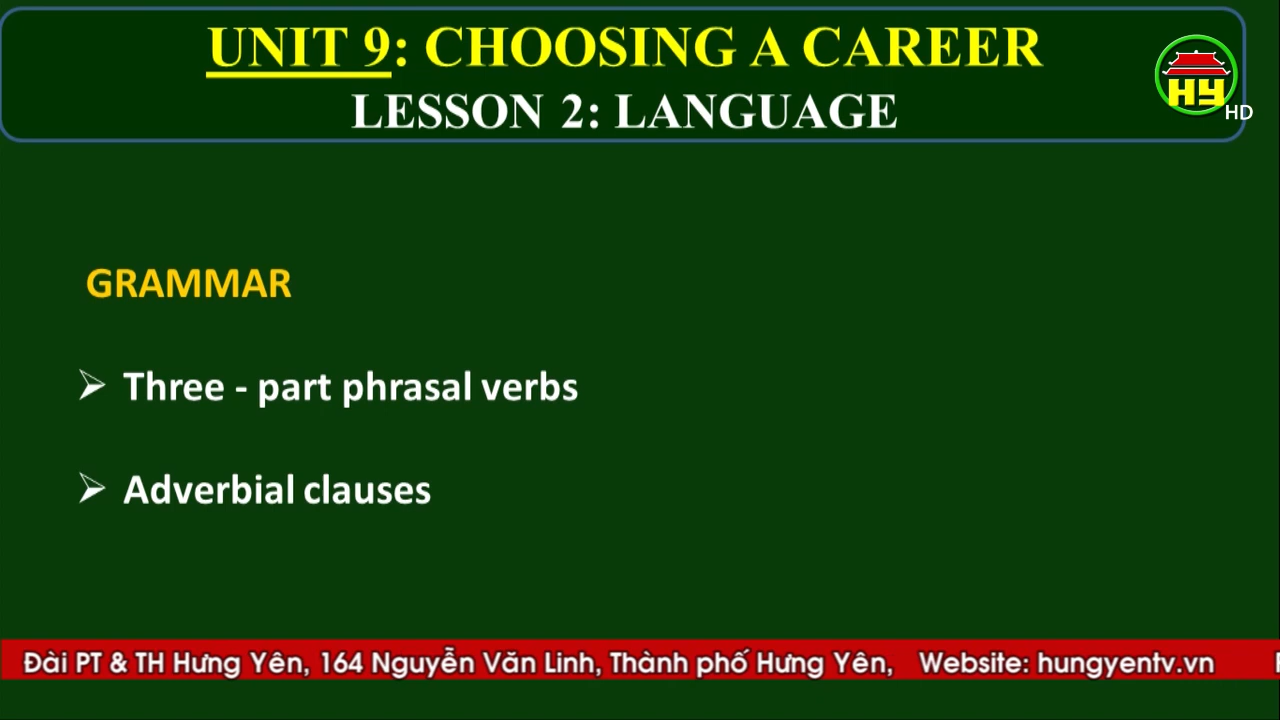 UNIT 9: CHOOSING A CAREER
LESSON 2: LANGUAGE
HY
HD
GRAMMAR
Three - part phrasal verbs
Adverbial clauses
Đài PT & TH Hưng Yên, 164 Nguyễn Văn Linh, Thành phố Hưng Yên, Website: hungyentv.vn